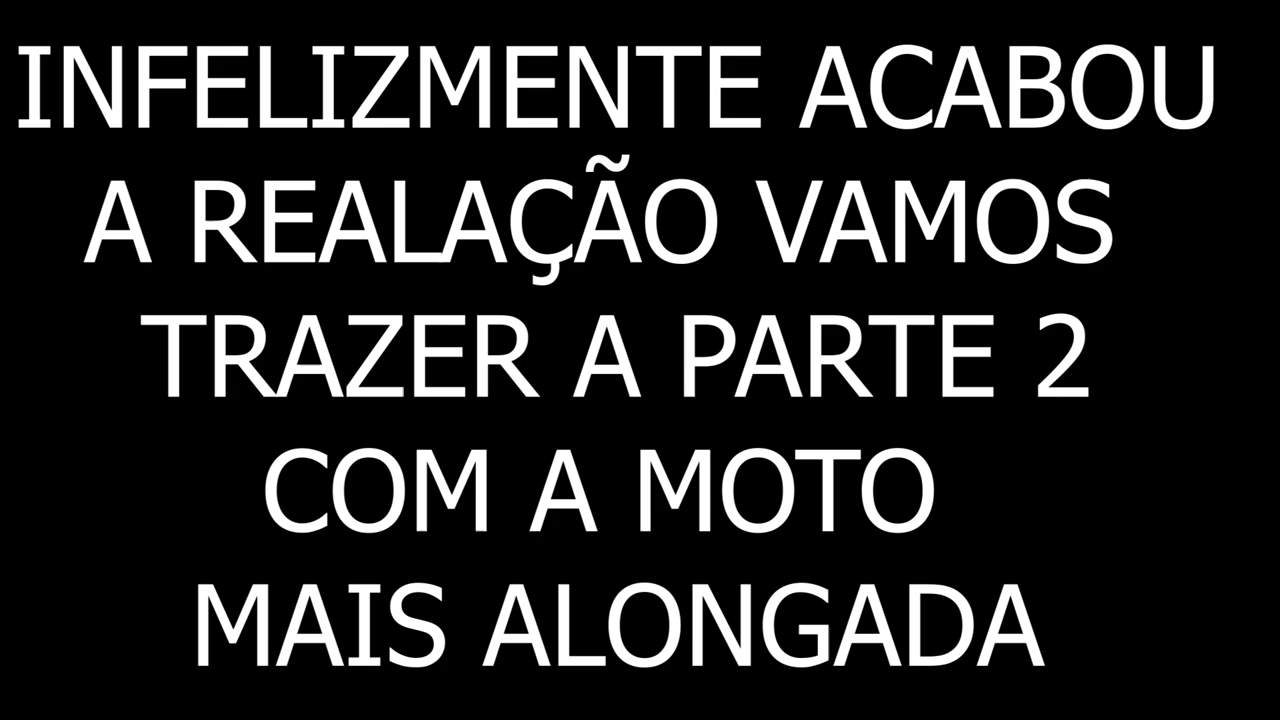 INFELIZMENTE ACABOU
A REALAÇÃO VAMOS
TRAZER A PARTE 2
COM A MOTO
MAIS ALONGADA